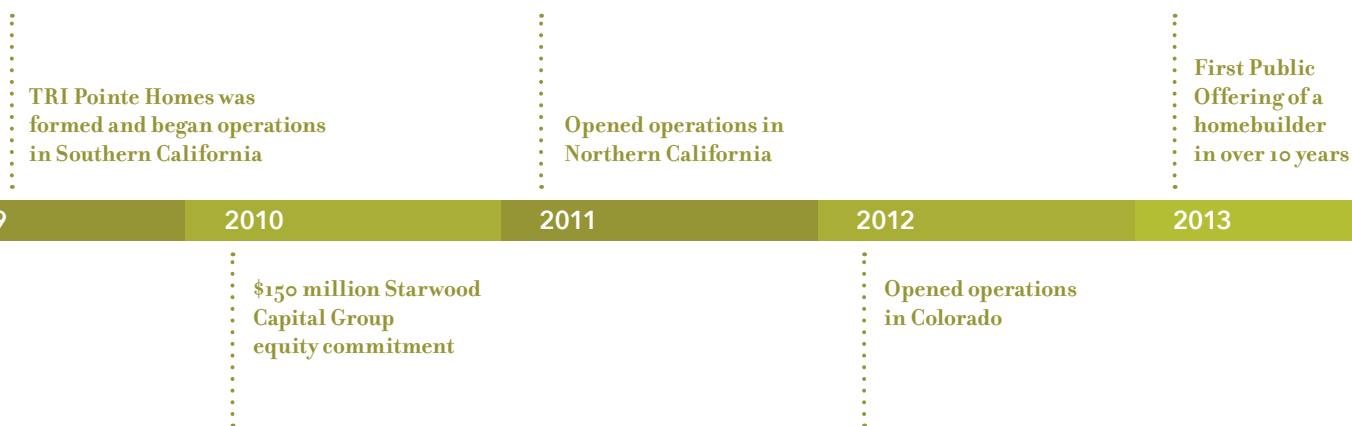 TRI Pointe Homes was
formed and began operations
in Southern California
Opened operations in
Northern California
First Public
Offering of a
homebuilder
in over 10 years
9
2010
2011
2012
2013
$150 million Starwood
Capital Group
equity commitment
Opened operations
in Colorado